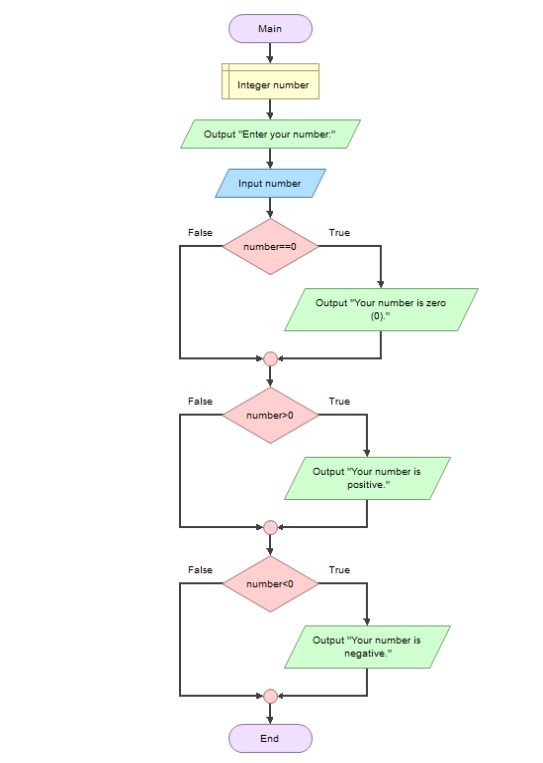 Main
Integer number
Output "Enter your number:"
Input number
False
True
number==0
Output "Your number is zero
(0)."
False
True
number>0
Output "Your number is
positive."
False
True
number<0
Output "Your number is
negative."
End